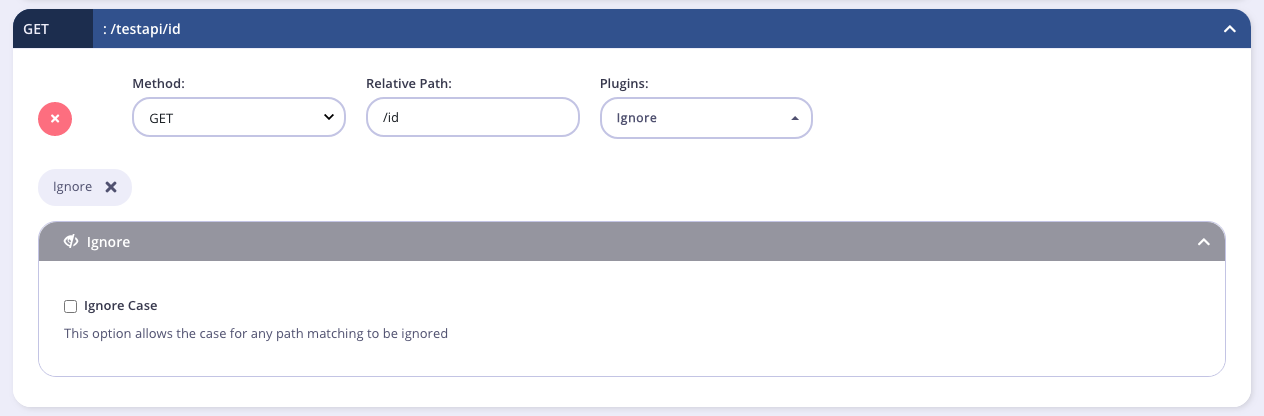 GET : /testapi/id
Method: Relative Path: Plugins:
GET /id Ignore
Ignore
Ignore
Ignore Case
This option allows the case for any path matching to be ignored